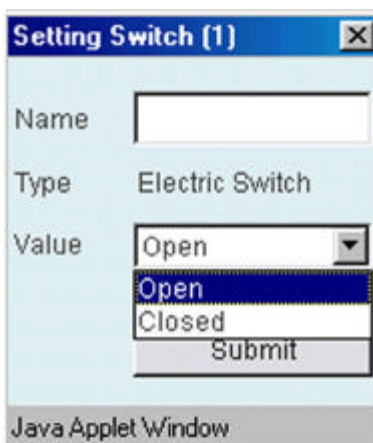 Setting Switch (1)
Name
Type Electric Switch
Value Open
Open
Closed
Submit
Java Applet Window